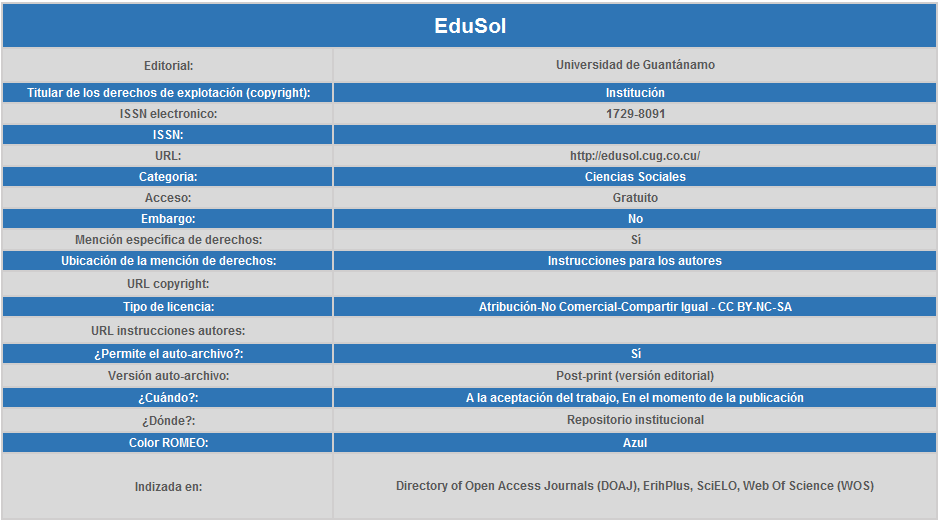 EduSol
Editorial: Universidad de Guantánamo
Titular de los derechos de explotación (copyright): Institución
ISSN electronico: 1729-8091
ISSN:
URL: http://edusol.cug.co.cu/
Categoria: Ciencias Sociales
Acceso: Gratuito
Embargo: No
Mención específica de derechos: Sí
Ubicación de la mención de derechos: Instrucciones para los autores
URL copyright:
Tipo de licencia: Atribución-No Comercial-Compartir Igual - CC BY-NC-SA
URL instrucciones autores:
¿Permite el auto-archivo?: Sí
Versión auto-archivo: Post-print (versión editorial)
¿Cuándo?: A la aceptación del trabajo, En el momento de la publicación
¿Dónde?: Repositorio institucional
Color ROMEO: Azul
Indizada en: Directory of Open Access Journals (DOAJ), ErihPlus, SciELO, Web Of Science (WOS)